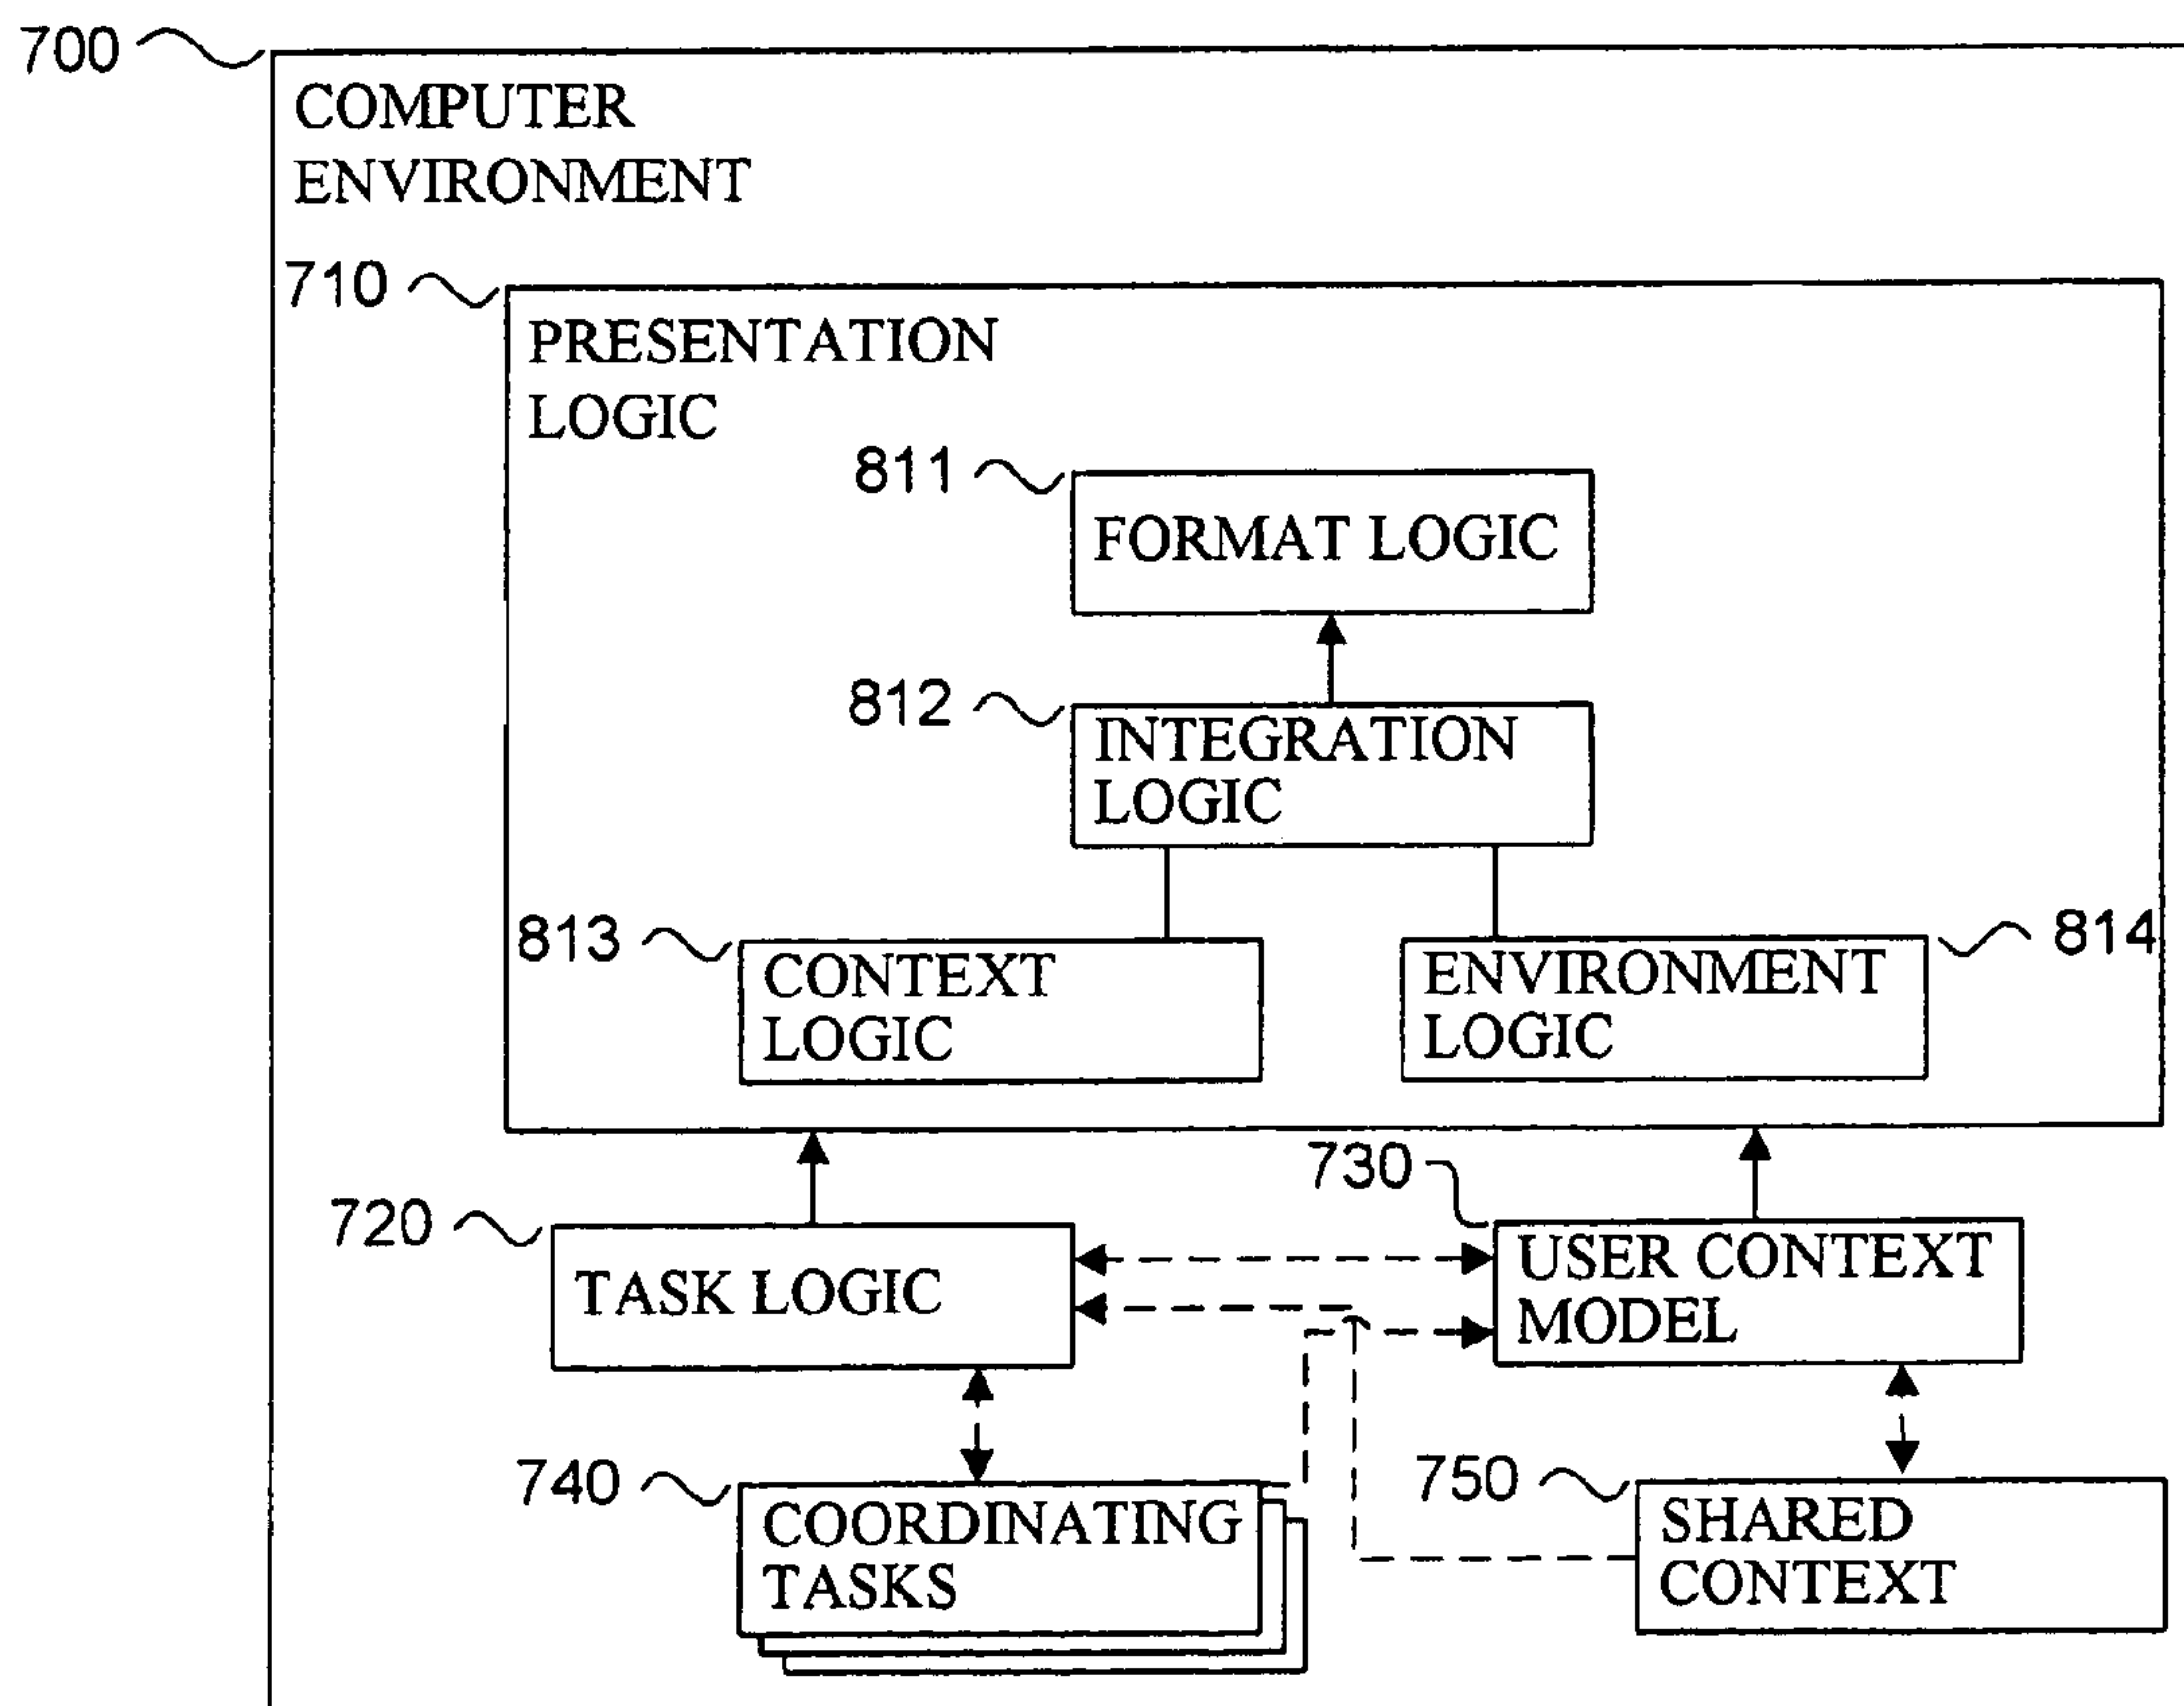 700
COMPUTER
ENVIRONMENT
710
PRESENTATION
LOGIC
811
FORMAT LOGIC
812
INTEGRATION
LOGIC
813
CONTEXT
LOGIC
ENVIRONMENT
LOGIC
814
720
TASK LOGIC
730
USER CONTEXT
MODEL
740
COORDINATING
TASKS
750
SHARED
CONTEXT